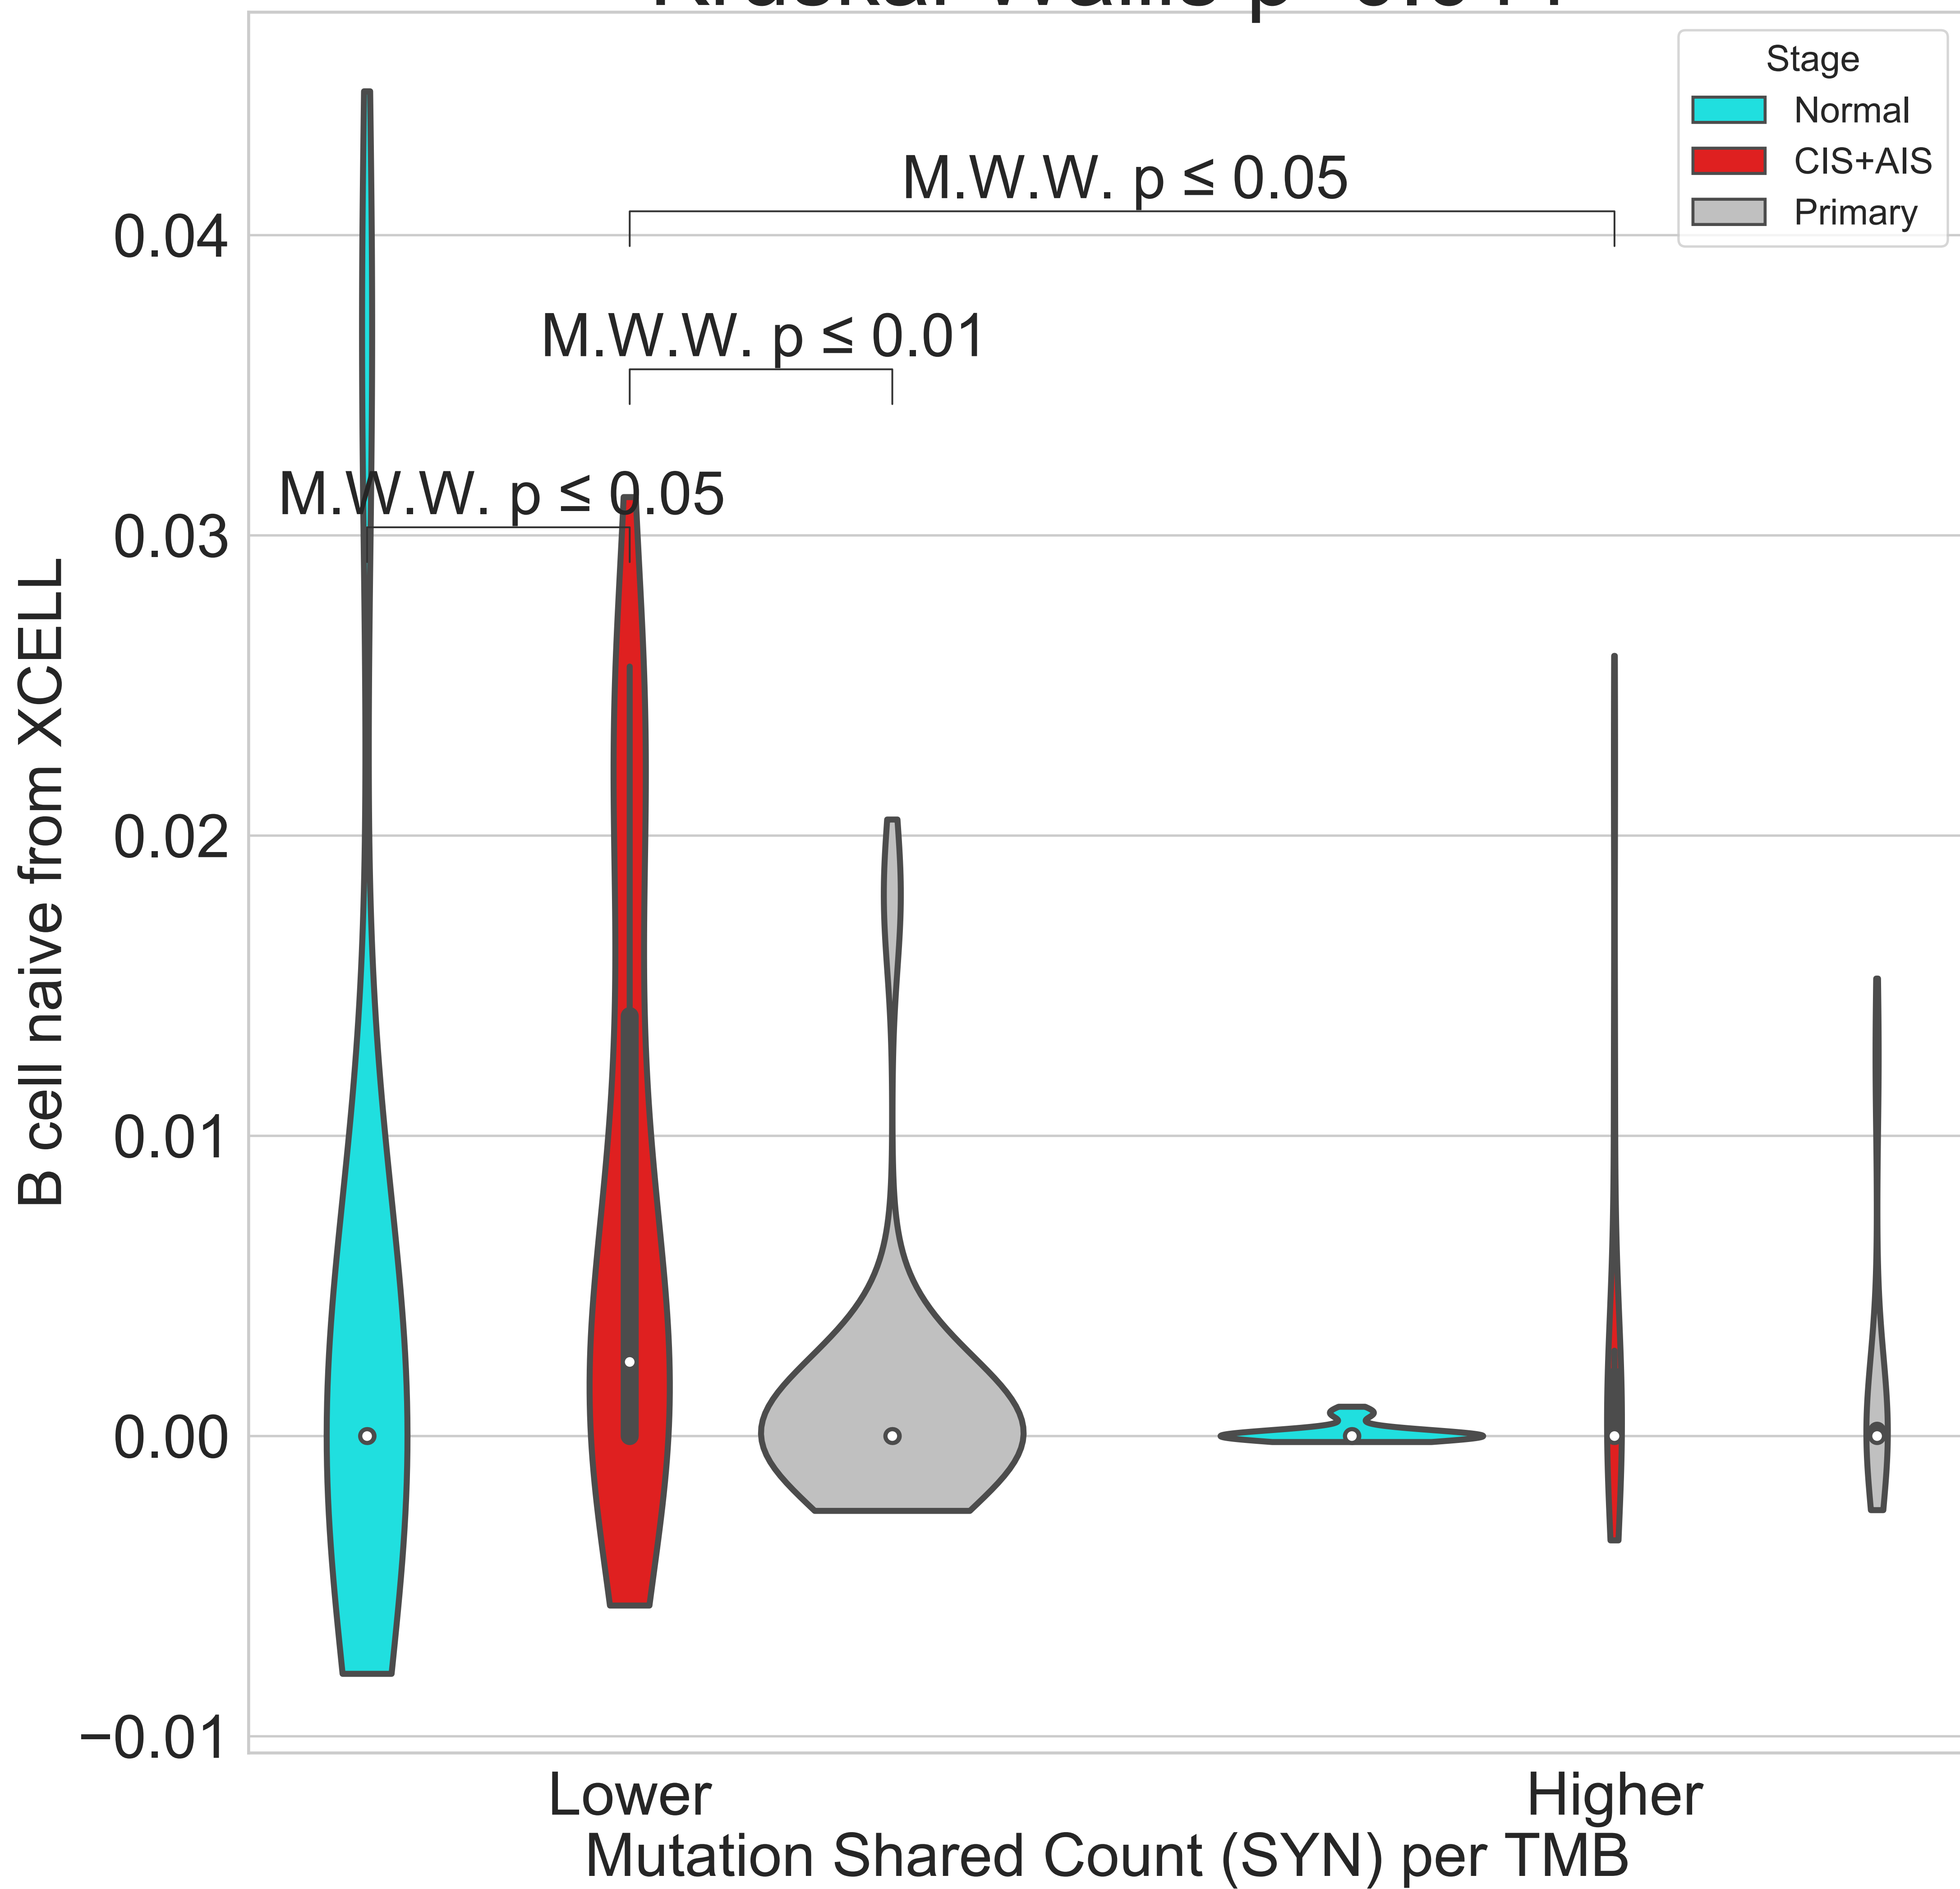 Stage
Normal
CIS+AIS
Primary
M.W.W. p ≤ 0.05
M.W.W. p ≤ 0.01
M.W.W. p ≤ 0.05
0.04
0.03
0.02
0.01
0.00
−0.01
B cell naive from XCELL
Lower
Higher
Mutation Shared Count (SYN) per TMB